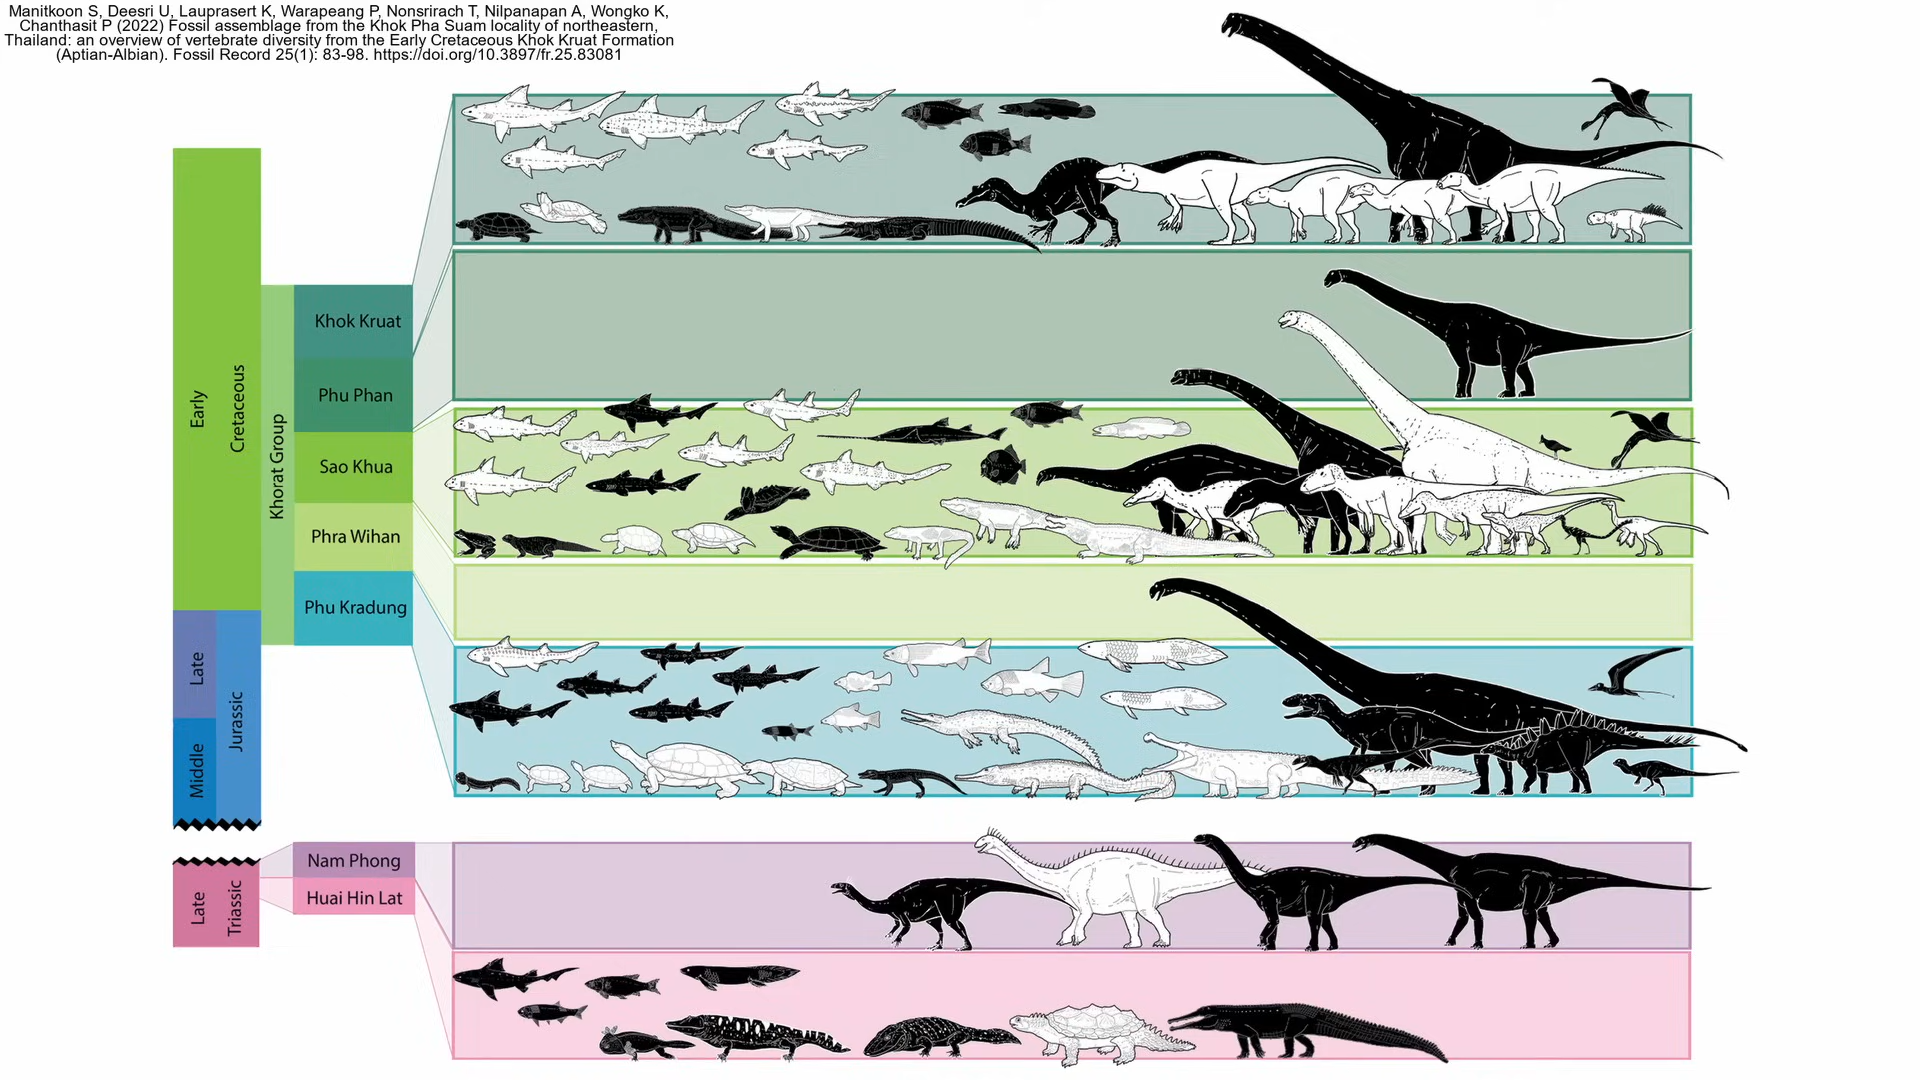 Manitkoon S, Deesri U, Lauprasert K, Warapeang P, Nonsrirach T, Nilpanapan A, Wongko K,
Chanthasit P (2022) Fossil assemblage from the Khok Pha Suam locality of northeastern,
Thailand: an overview of vertebrate diversity from the Early Cretaceous Khok Kruat Formation
(Aptian-Albian). Fossil Record 25(1): 83-98. https://doi.org/10.3897/fr.25.83081
Early
Cretaceous
Khorat Group
Khok Kruat
Phu Phan
Sao Khua
Phra Wihan
Phu Kradung
Late
Middle
Jurassic
Late
Triassic
Nam Phong
Huai Hin Lat